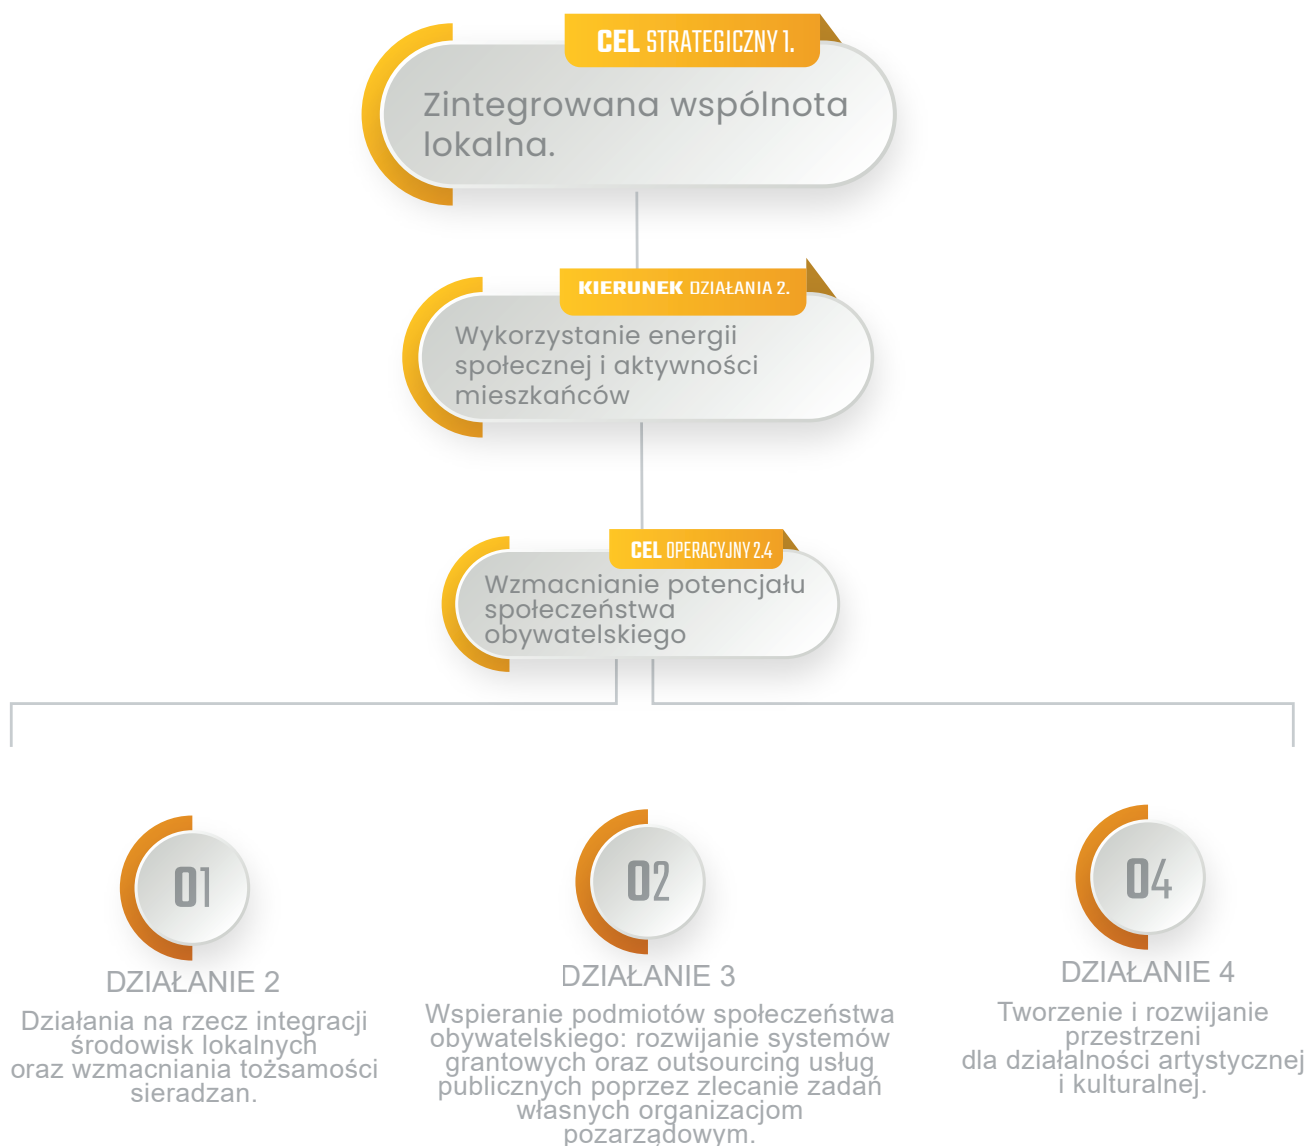 CEL STRATEGICZNY 1.
Zintegrowana wspólnota
lokalna.
KIERUNEK DZIAŁANIA 2.
Wykorzystanie energii
społecznej i aktywności
mieszkańców
CEL OPERACYJNY 2.4
Wzmacnianie potencjału
społeczeństwa
obywatelskiego
01
DZIAŁANIE 2
Działania na rzecz integracji
środowisk lokalnych
oraz wzmacniania tożsamości
sieradzan.
02
DZIAŁANIE 3
Wspieranie podmiotów społeczeństwa
obywatelskiego: rozwijanie systemów
grantowych oraz outsourcing usług
publicznych poprzez zlecanie zadań
własnych organizacjom
pozarządowym.
04
DZIAŁANIE 4
Tworzenie i rozwijanie
przestrzeni
dla działalności artystycznej
i kulturalnej.